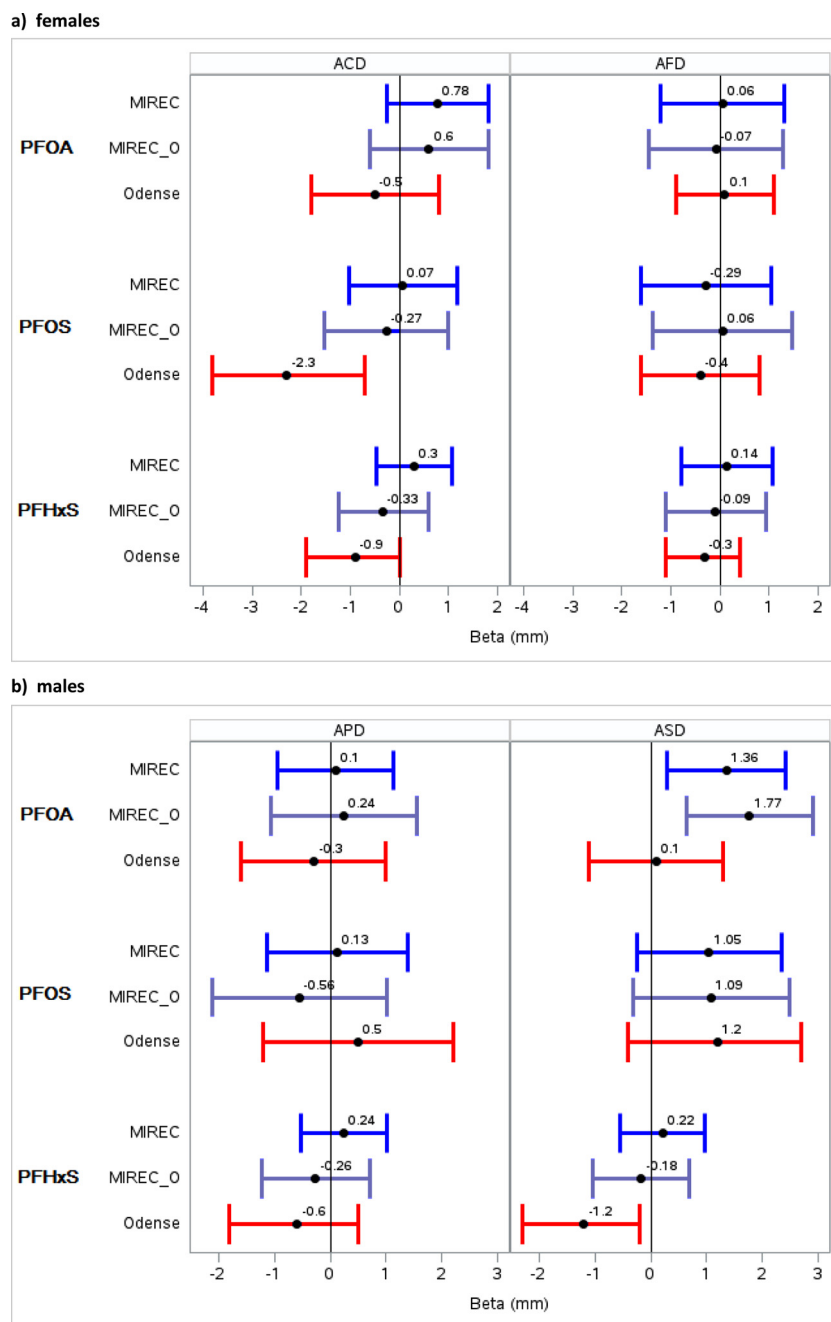 a) females
ACD AFD
MIREC 0.78 0.06
PFOA MIREC_O 0.6 -0.07
Odense -0.5 0.1
MIREC 0.07 -0.29
PFOS MIREC_O -0.27 0.06
Odense -2.3 -0.4
MIREC 0.3 0.14
PFHxS MIREC_O -0.33 -0.09
Odense -0.9 -0.3
-4 -3 -2 -1 0 1 2 -4 -3 -2 -1 0 1 2
Beta (mm)
b) males
APD ASD
MIREC 0.1 1.36
PFOA MIREC_O 0.24 1.77
Odense -0.3 0.1
MIREC 0.13 1.05
PFOS MIREC_O -0.56 1.09
Odense 0.5 1.2
MIREC 0.24 0.22
PFHxS MIREC_O -0.26 -0.18
Odense -0.6 -1.2
-2 -1 0 1 2 3 -2 -1 0 1 2 3
Beta (mm)